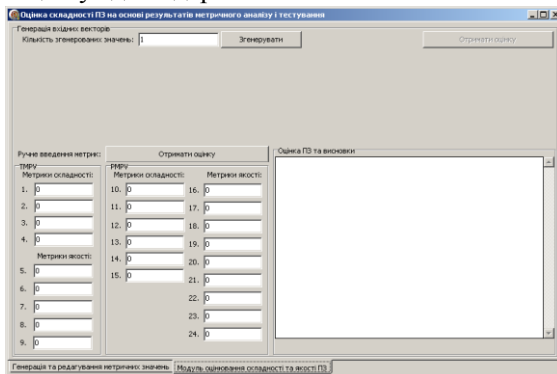 Оцінка складності ПЗ на основі результатів метричного аналізу і тестування
Генерація вхідних векторів
Кількість згенерованих значень: 1 Згенерувати Отримати оцінку
Ручне введення метрик: Отримати оцінку
Оцінка ПЗ та висновки
ТМРУ РМРУ
Метрики складності: Метрики складності: Метрики якості:
1. 0 10. 0 16. 0
2. 0 11. 0 17. 0
3. 0 12. 0 18. 0
4. 0 13. 0 19. 0
Метрики якості: 14. 0 20. 0
5. 0 15. 0 21. 0
6. 0 22. 0
7. 0 23. 0
8. 0 24. 0
9. 0
Генерація та редагування метричних значень Модуль оцінювання складності та якості ПЗ